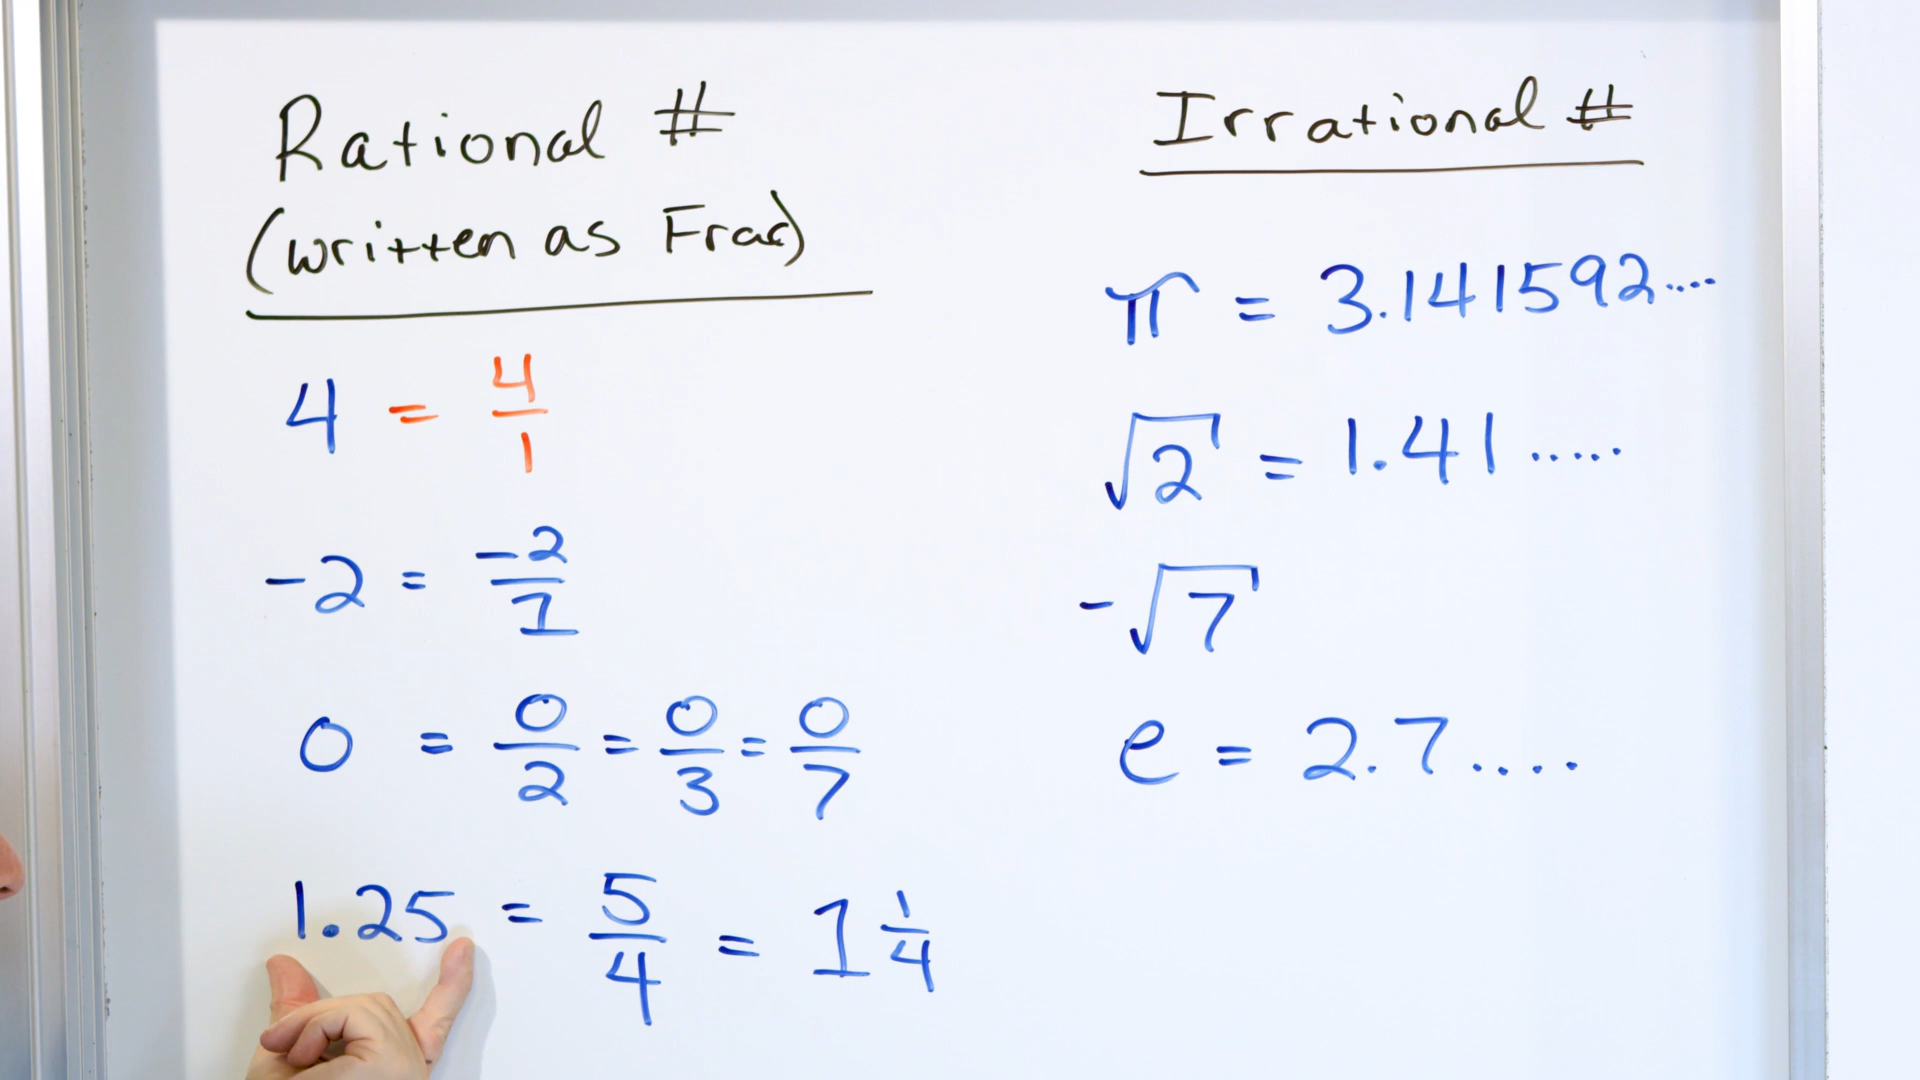 Rational #
(written as Frac)
4 = 4/1
-2 = -2/1
0 = 0/2 = 0/3 = 0/7
1.25 = 5/4 = 1 1/4
Irrational #
π = 3.141592....
√2 = 1.41.....
-√7
e = 2.7....